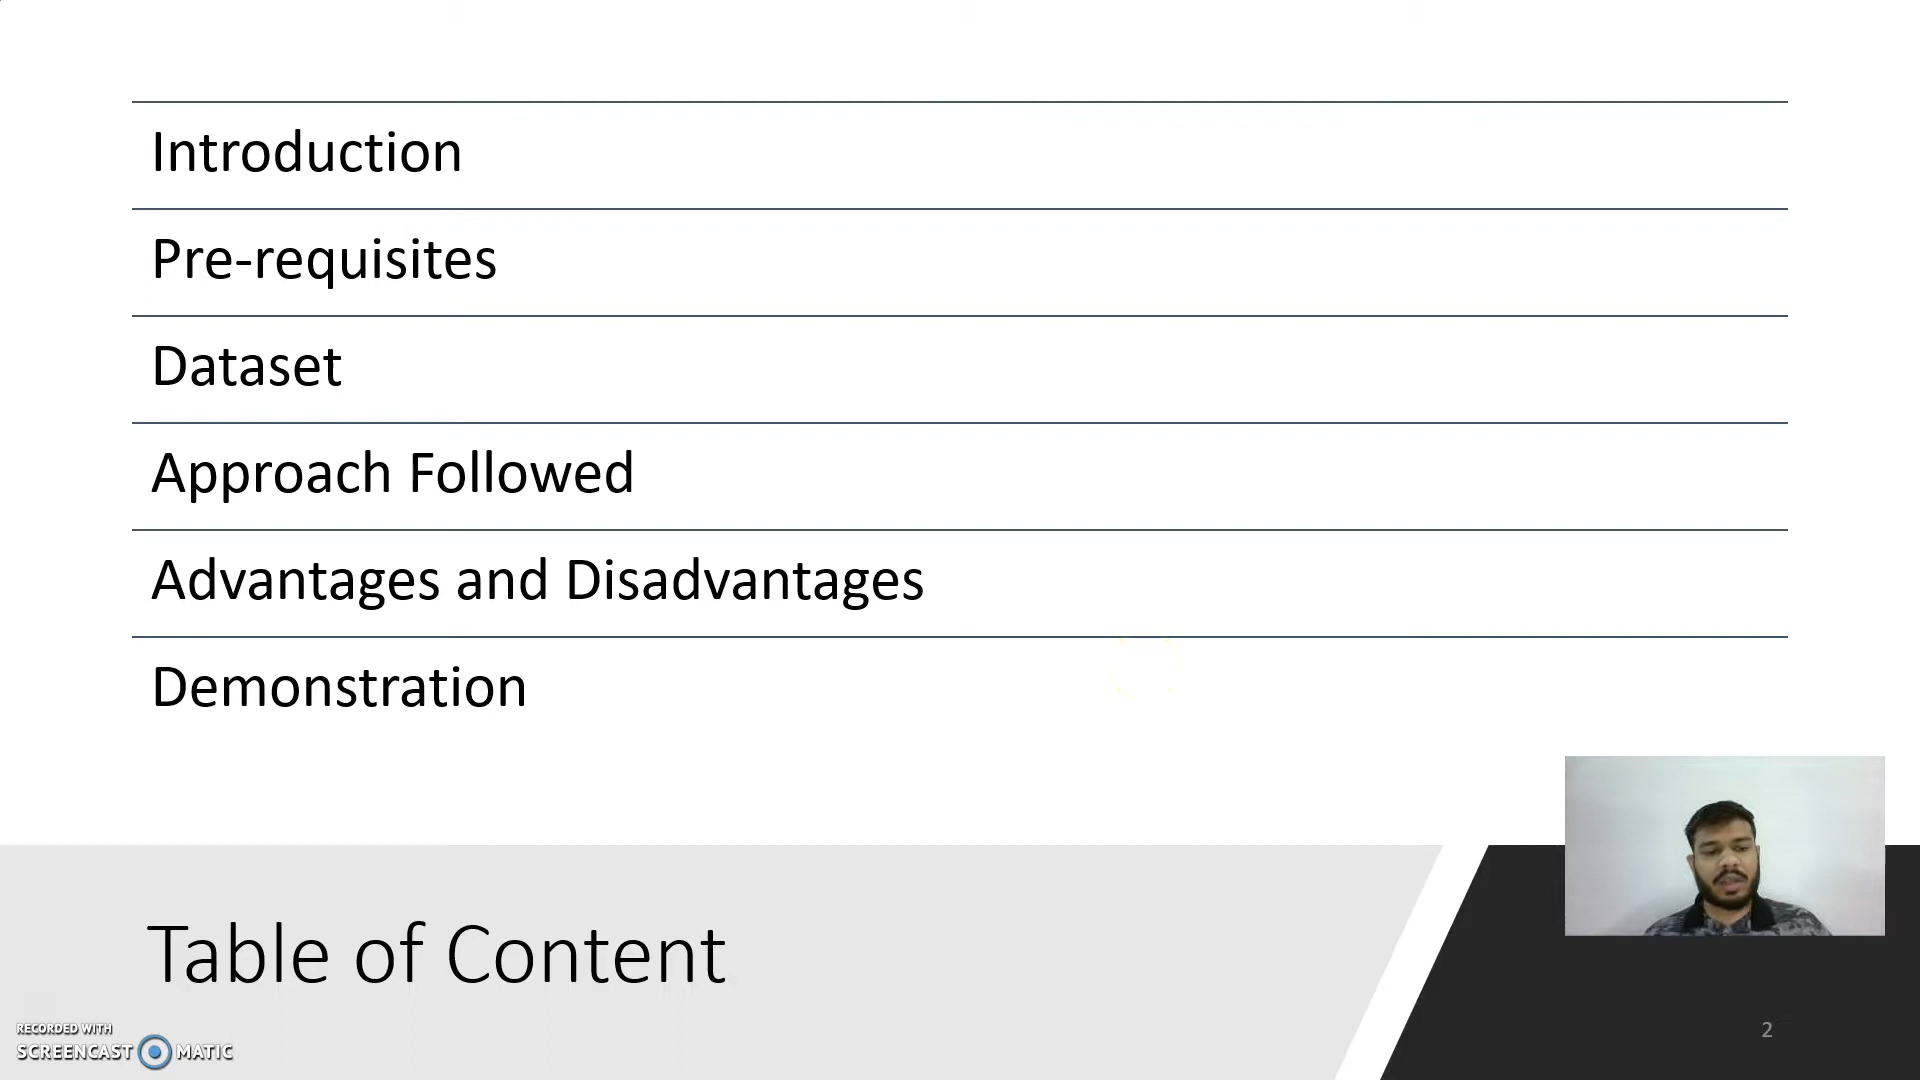 Introduction
Pre-requisites
Dataset
Approach Followed
Advantages and Disadvantages
Demonstration
Table of Content
RECORDED WITH
SCREENCAST MATIC
2